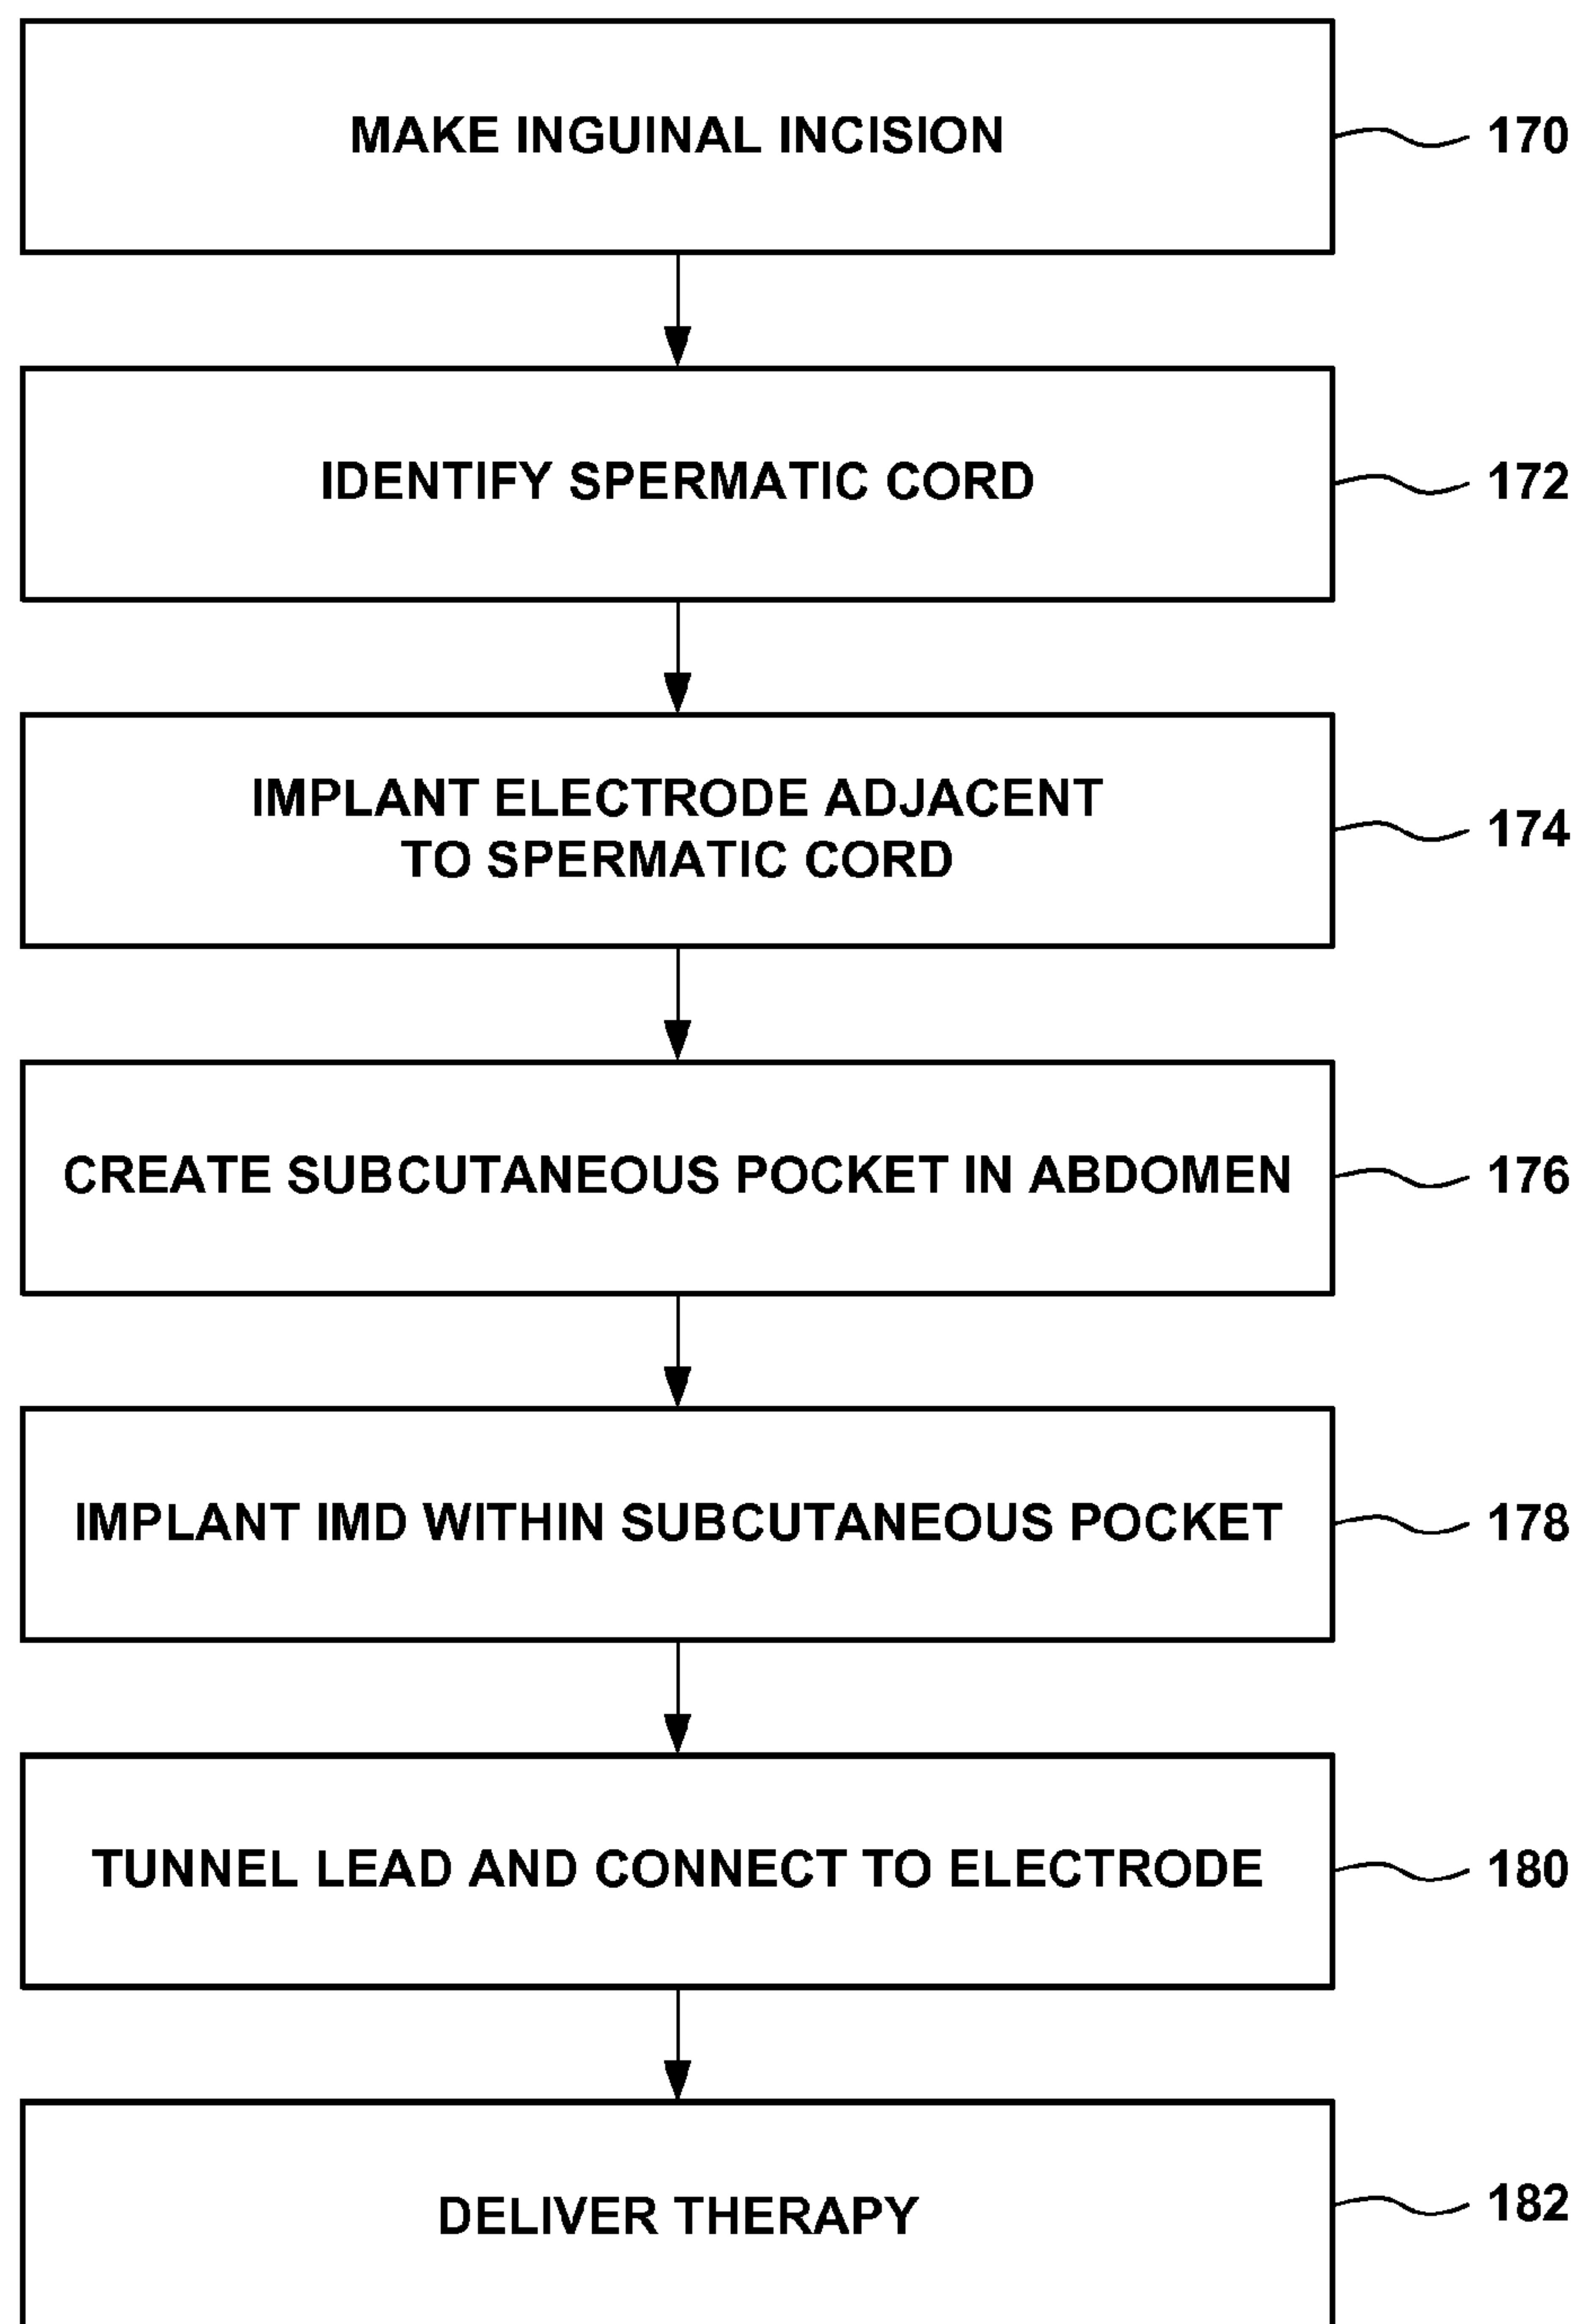 MAKE INGUINAL INCISION
170
IDENTIFY SPERMATIC CORD
172
IMPLANT ELECTRODE ADJACENT
TO SPERMATIC CORD
174
CREATE SUBCUTANEOUS POCKET IN ABDOMEN
176
IMPLANT IMD WITHIN SUBCUTANEOUS POCKET
178
TUNNEL LEAD AND CONNECT TO ELECTRODE
180
DELIVER THERAPY
182